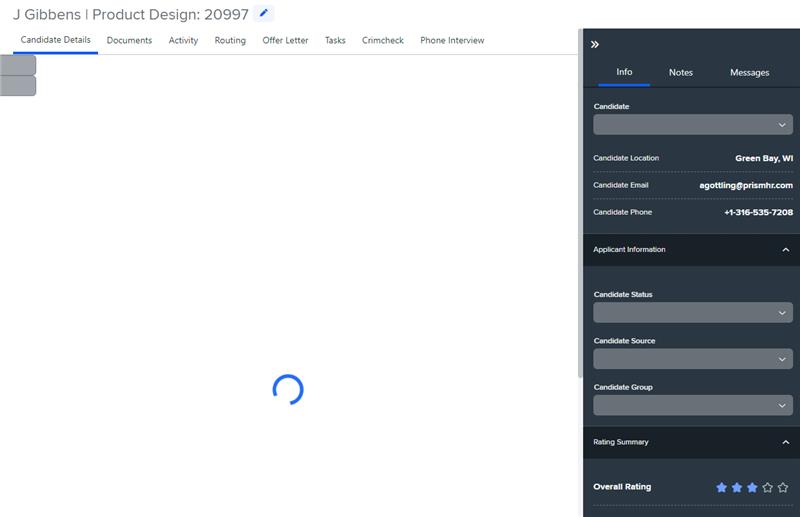 J Gibbens | Product Design: 20997
Candidate Details Documents Activity Routing Offer Letter Tasks Crimcheck Phone Interview
Info Notes Messages
Candidate
Candidate Location Green Bay, WI
Candidate Email agottling@prismhr.com
Candidate Phone +1-316-535-7208
Applicant Information
Candidate Status
Candidate Source
Candidate Group
Rating Summary
Overall Rating